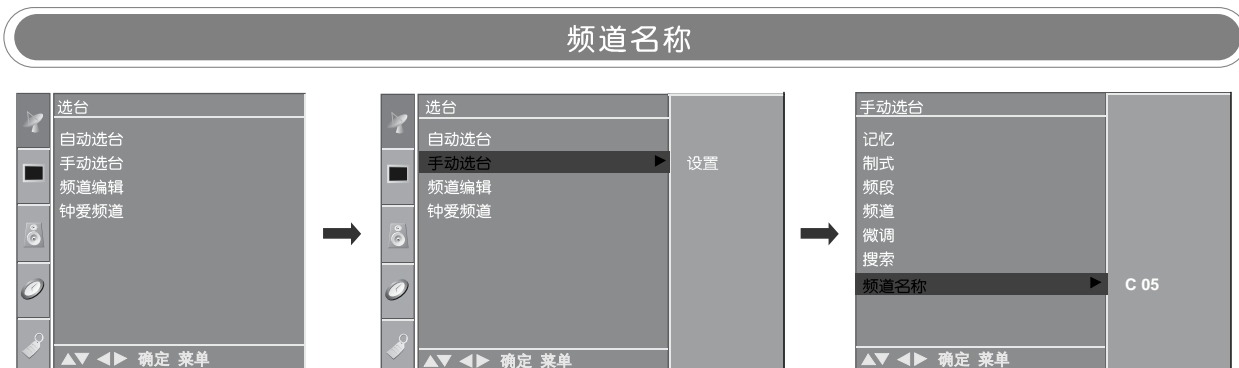 频道名称
选台
自动选台
手动选台
频道编辑
钟爱频道
▲▼ ◀▶ 确定 菜单
选台
自动选台
手动选台 ▶ 设置
频道编辑
钟爱频道
▲▼ ◀▶ 确定 菜单
手动选台
记忆
制式
频段
频道
微调
搜索
频道名称 ▶ C 05
▲▼ ◀▶ 确定 菜单